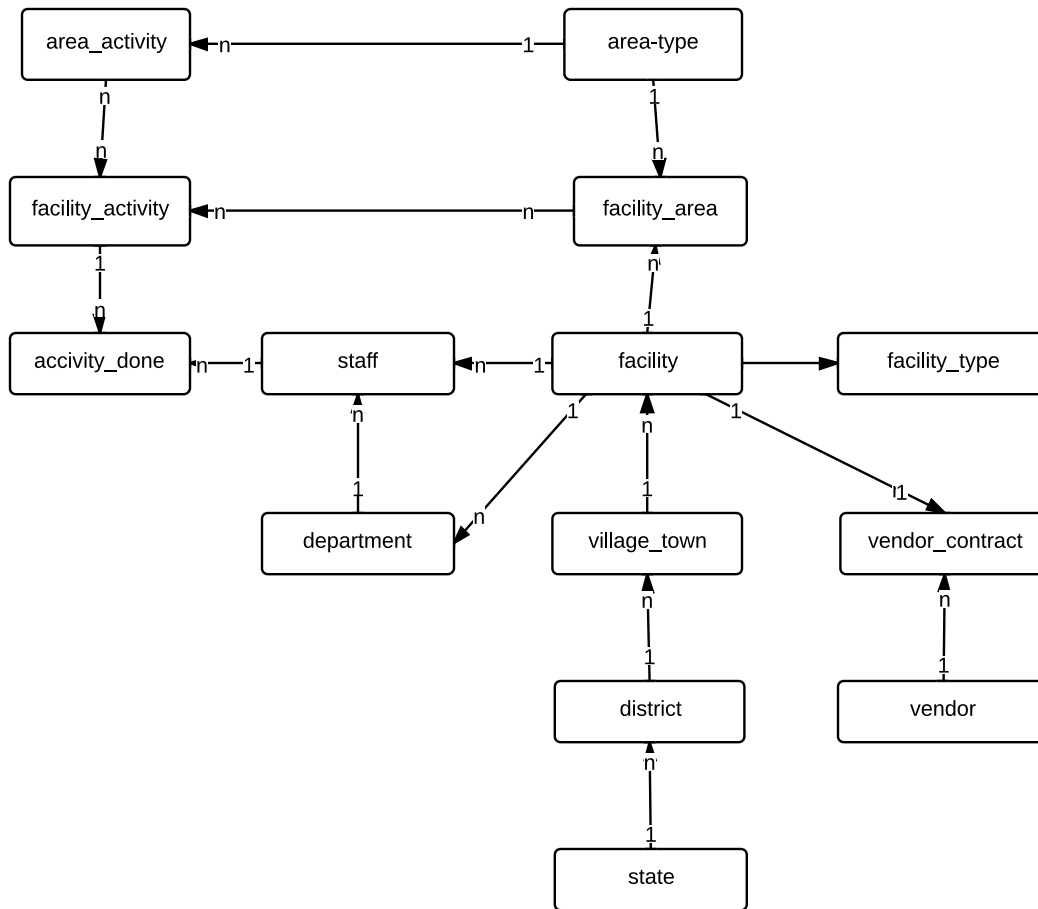 area_activity
n
1
area-type
n
1
n
n
facility_activity
n
n
facility_area
1
n
n
1
accivity_done
n
1
staff
n
1
facility
facility_type
n
1
n
1
1
1
1
n
department
village_town
vendor_contract
n
n
1
1
district
vendor
n
1
state